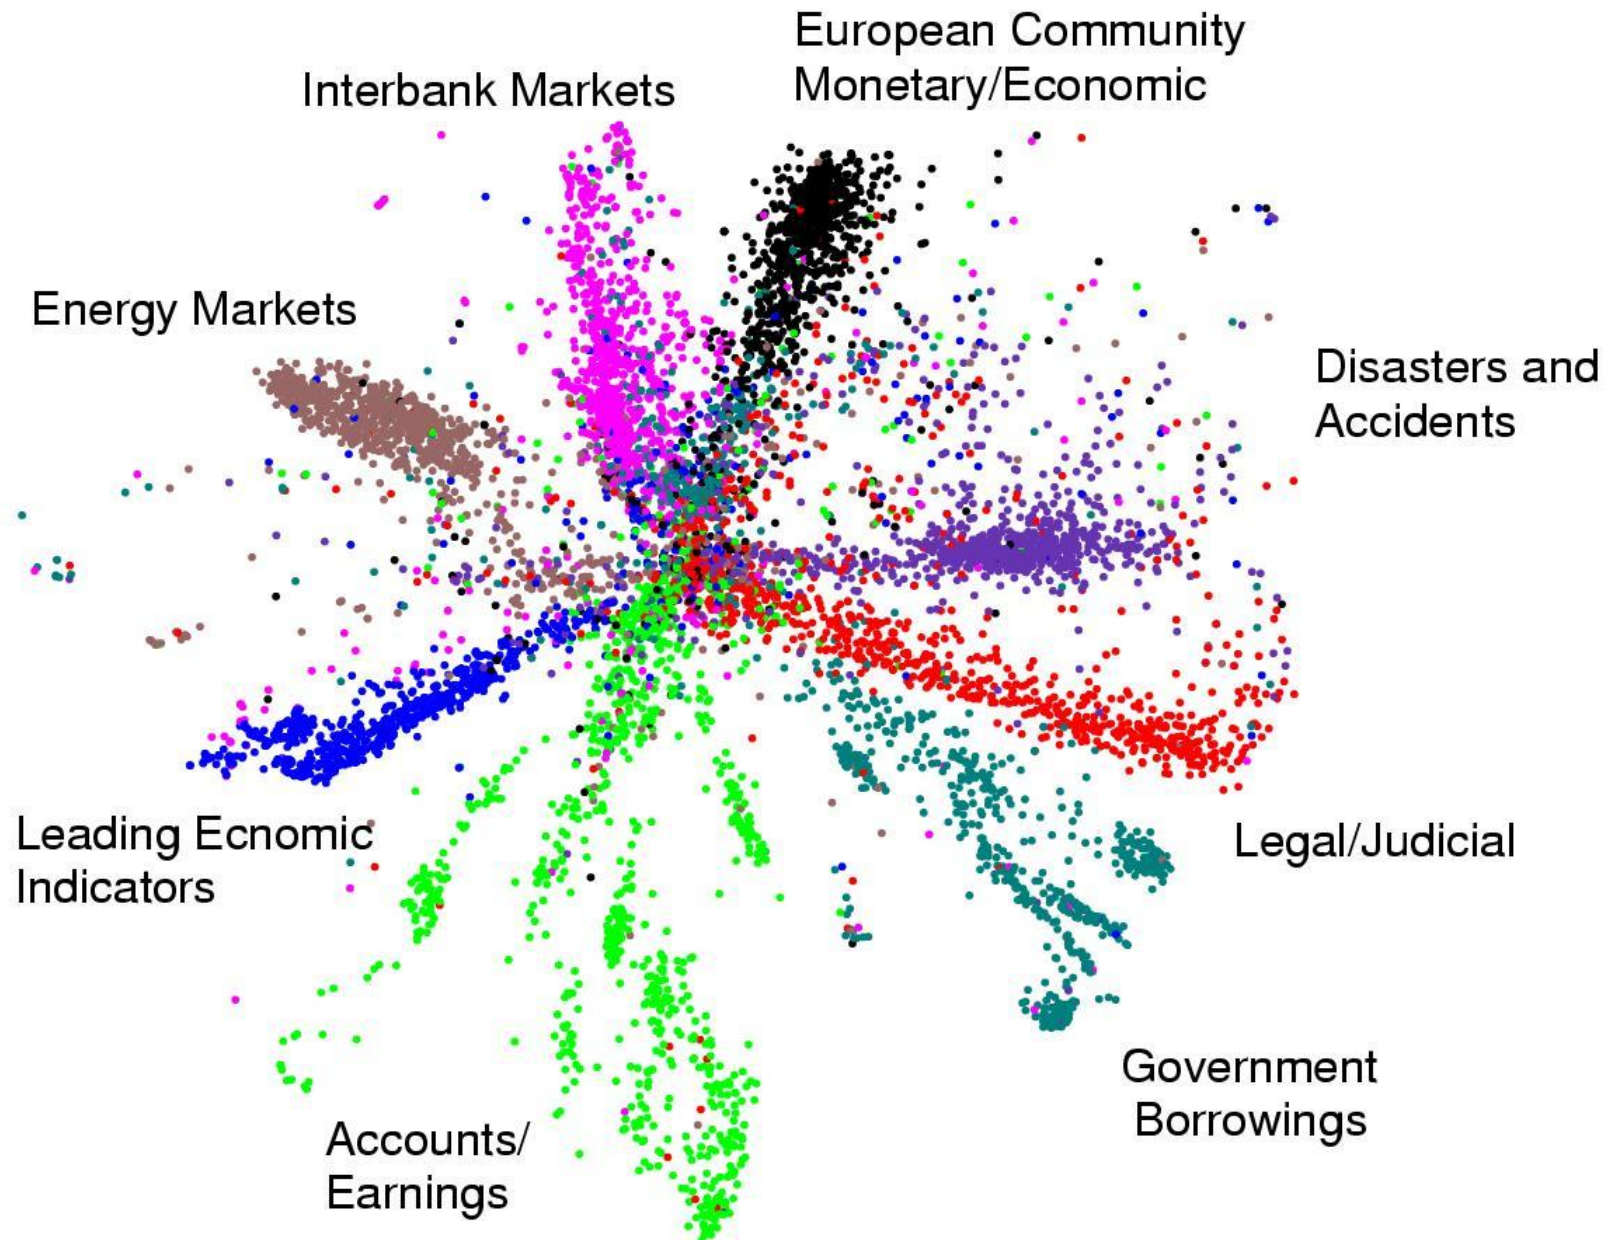 European Community
Monetary/Economic
Interbank Markets
Energy Markets
Disasters and
Accidents
Leading Ecnomic
Indicators
Legal/Judicial
Government
Borrowings
Accounts/
Earnings